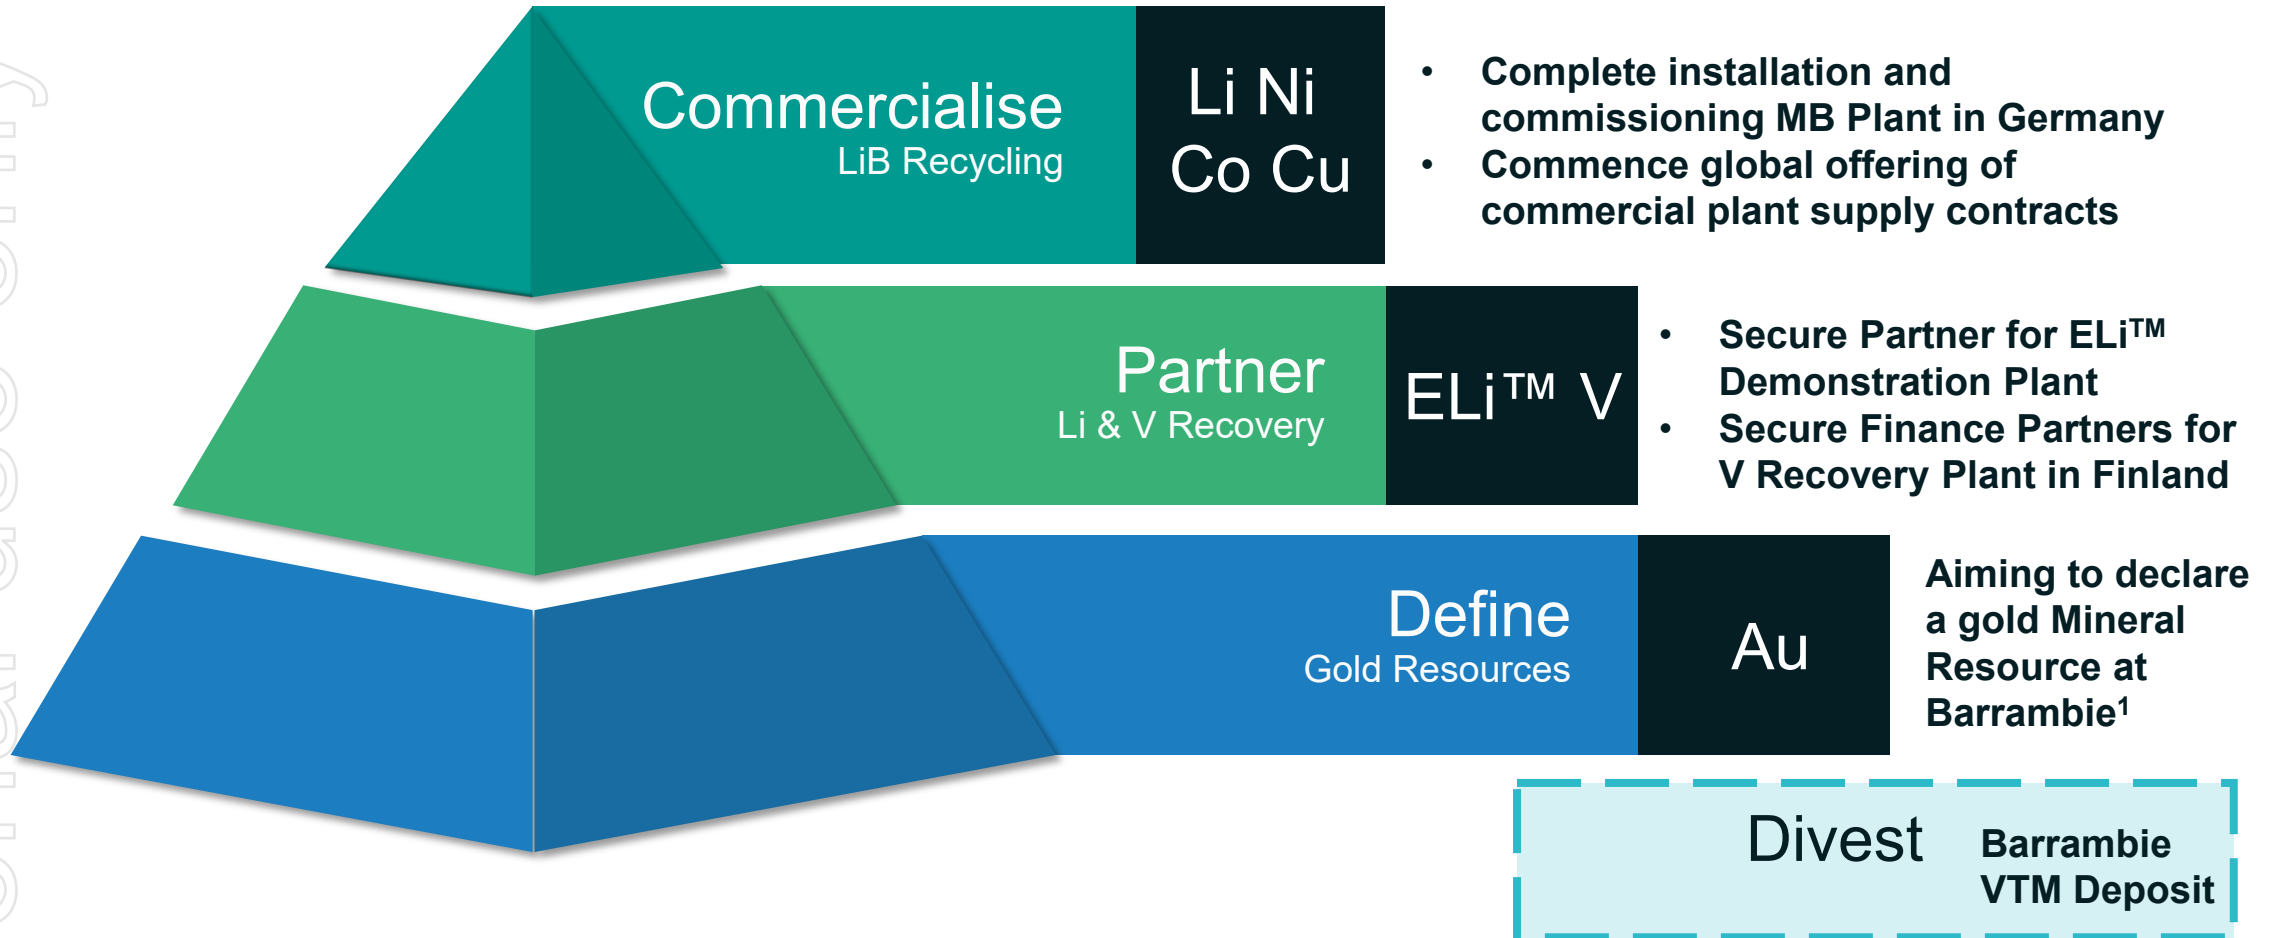 Commercialise
LiB Recycling
Li Ni
Co Cu
• Complete installation and
commissioning MB Plant in Germany
• Commence global offering of
commercial plant supply contracts
Partner
Li & V Recovery
ELi™ V
• Secure Partner for ELi™
Demonstration Plant
• Secure Finance Partners for
V Recovery Plant in Finland
Define
Gold Resources
Au
Aiming to declare
a gold Mineral
Resource at
Barrambie¹
Divest
Barrambie
VTM Deposit